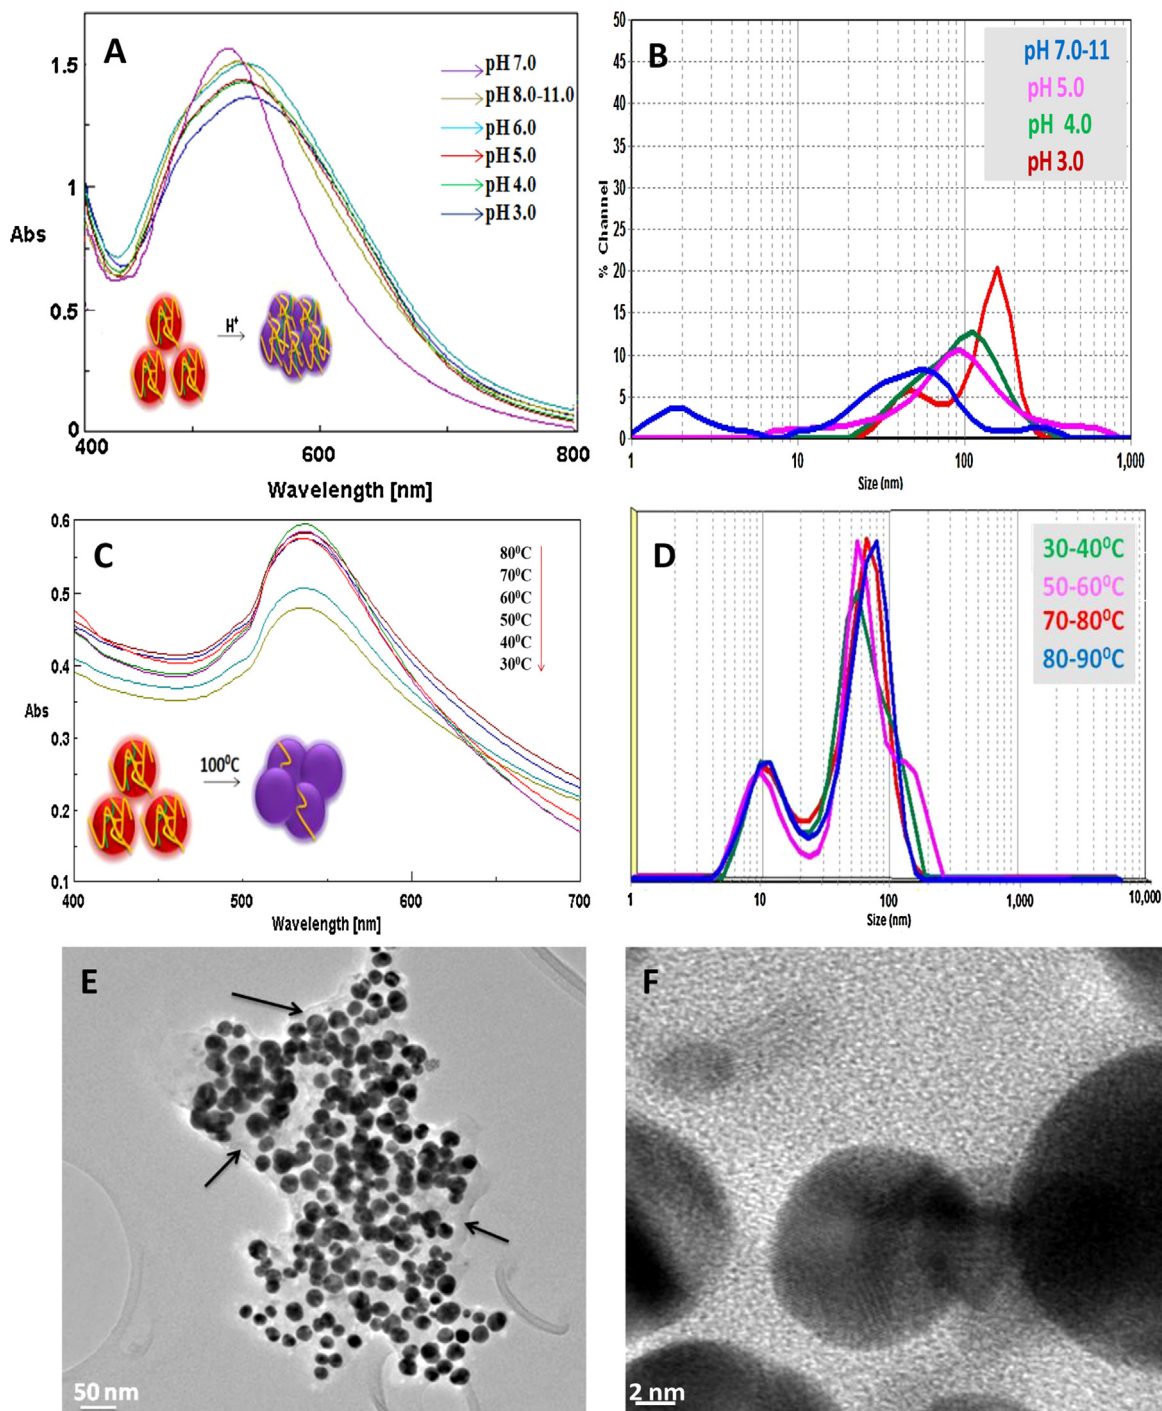 A
1.5
1
Abs
0.5
0
400
600
800
Wavelength [nm]
pH 7.0
pH 8.0-11.0
pH 6.0
pH 5.0
pH 4.0
pH 3.0
H⁺
B
50
45
40
35
30
25
20
15
10
5
0
% Channel
1
10
100
1,000
Size (nm)
pH 7.0-11
pH 5.0
pH 4.0
pH 3.0
C
0.6
0.5
0.4
Abs
0.3
0.2
0.1
400
500
600
700
Wavelength [nm]
80⁰C
70⁰C
60⁰C
50⁰C
40⁰C
30⁰C
100⁰C
D
30-40⁰C
50-60⁰C
70-80⁰C
80-90⁰C
1
10
100
1,000
10,000
Size (nm)
E
50 nm
F
2 nm